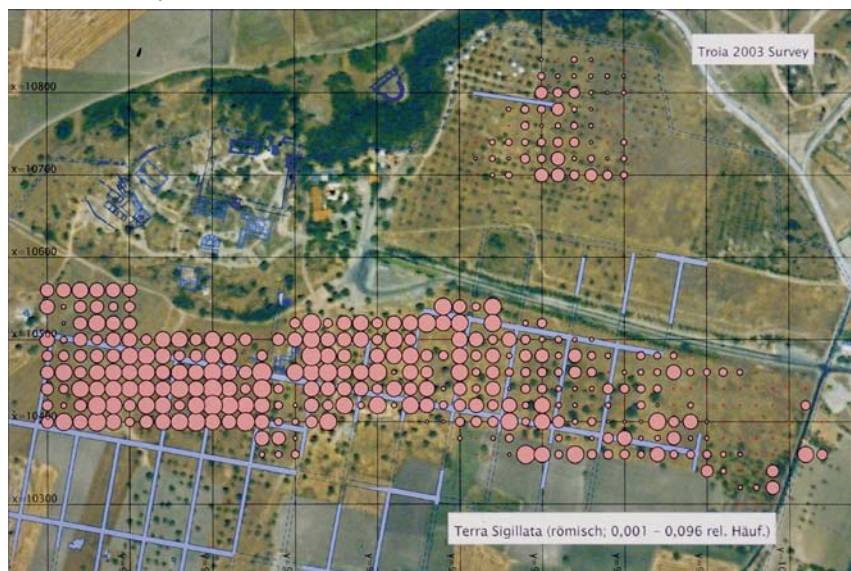 Troia 2003 Survey
x=10800
x=10700
x=10600
x=10500
x=10400
x=10300
Terra Sigillata (römisch; 0,001 – 0,096 rel. Häuf.)